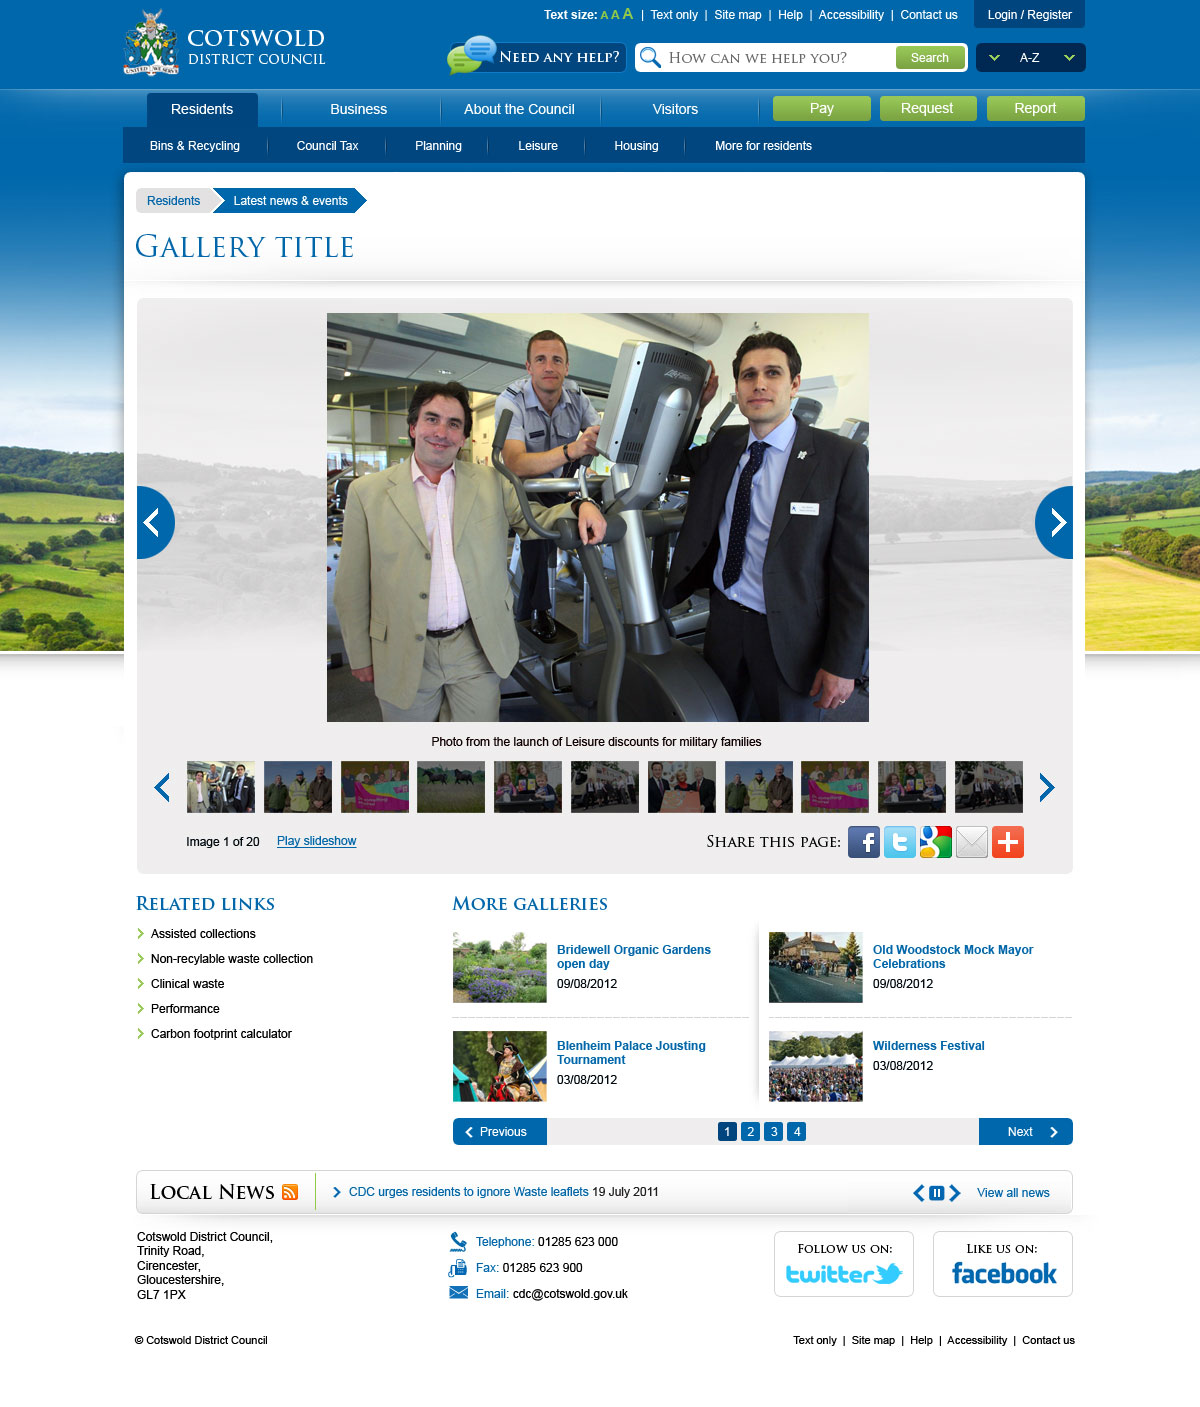 Text size: A A A | Text only | Site map | Help | Accessibility | Contact us
Login / Register
COTSWOLD
DISTRICT COUNCIL
UNITED WE SERVE
Need any help?
How can we help you?
Search
A-Z
Residents
Business
About the Council
Visitors
Pay
Request
Report
Bins & Recycling
Council Tax
Planning
Leisure
Housing
More for residents
Residents
Latest news & events
Gallery title
Photo from the launch of Leisure discounts for military families
Image 1 of 20
Play slideshow
Share this page:
Related links
Assisted collections
Non-recylable waste collection
Clinical waste
Performance
Carbon footprint calculator
More galleries
Bridewell Organic Gardens
open day
09/08/2012
Old Woodstock Mock Mayor
Celebrations
09/08/2012
Blenheim Palace Jousting
Tournament
03/08/2012
Wilderness Festival
03/08/2012
Previous
1
2
3
4
Next
Local News
CDC urges residents to ignore Waste leaflets 19 July 2011
View all news
Cotswold District Council,
Trinity Road,
Cirencester,
Gloucestershire,
GL7 1PX
Telephone: 01285 623 000
Fax: 01285 623 900
Email: cdc@cotswold.gov.uk
Follow us on:
twitter
Like us on:
facebook
© Cotswold District Council
Text only | Site map | Help | Accessibility | Contact us